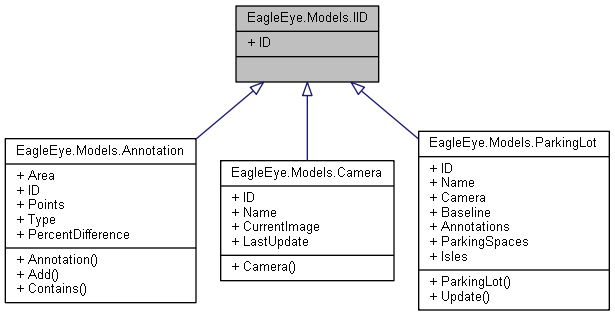 EagleEye.Models.IID
+ ID
EagleEye.Models.Annotation
+ Area
+ ID
+ Points
+ Type
+ PercentDifference
+ Annotation()
+ Add()
+ Contains()
EagleEye.Models.Camera
+ ID
+ Name
+ CurrentImage
+ LastUpdate
+ Camera()
EagleEye.Models.ParkingLot
+ ID
+ Name
+ Camera
+ Baseline
+ Annotations
+ ParkingSpaces
+ Isles
+ ParkingLot()
+ Update()